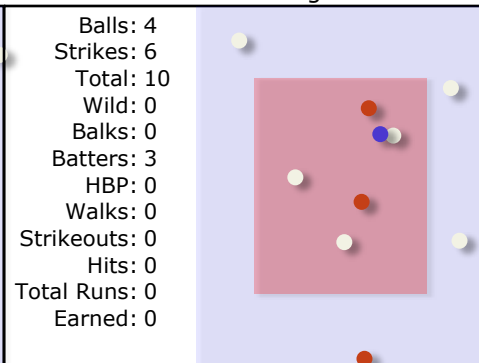 Balls: 4
Strikes: 6
Total: 10
Wild: 0
Balks: 0
Batters: 3
HBP: 0
Walks: 0
Strikeouts: 0
Hits: 0
Total Runs: 0
Earned: 0